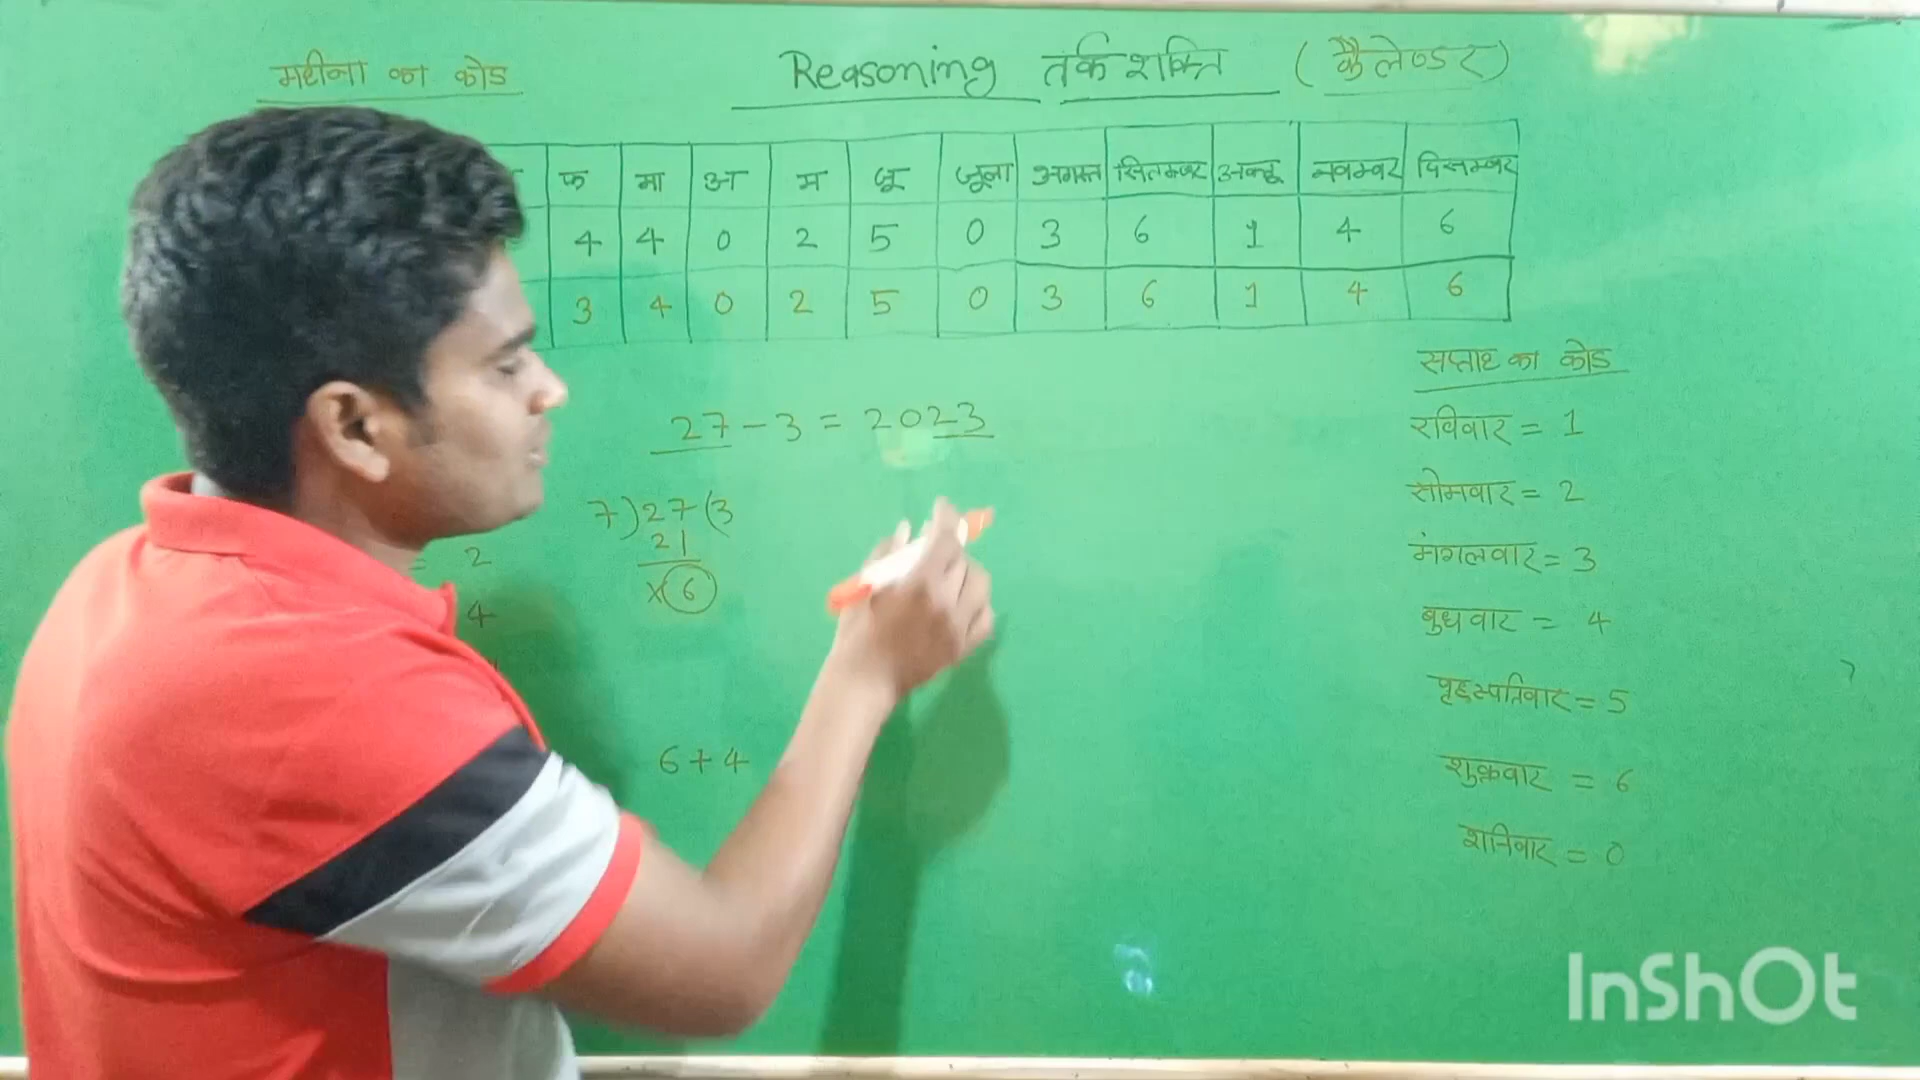 महीना का कोड
Reasoning तर्कशक्ति (कैलेण्डर)
फ मा अ म जू जूला अगस्त सितम्बर अक्टू नवम्बर दिसम्बर
4 4 0 2 5 0 3 6 1 4 6
3 4 0 2 5 0 3 6 1 4 6
सप्ताह का कोड
27 - 3 = 2023
रविवार = 1
7)27(3
सोमवार = 2
21
= 2
मंगलवार = 3
×6
4
बुधवार = 4
वृहस्पतिवार = 5
6+4
शुक्रवार = 6
शनिवार = 0
InShOt